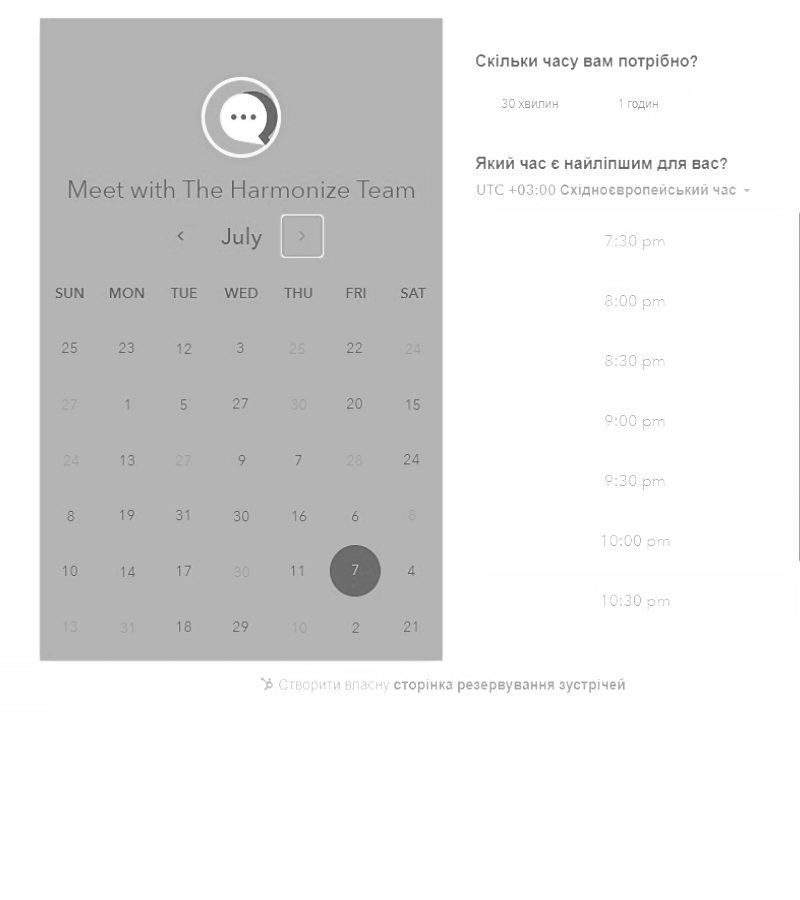 Meet with The Harmonize Team
July
SUN MON TUE WED THU FRI SAT
25 23 12 3 25 22 24
27 1 5 27 30 20 15
24 13 27 9 7 28 24
8 19 31 30 16 6 8
10 14 17 30 11 7 4
13 31 18 29 10 2 21
Скільки часу вам потрібно?
30 хвилин 1 годин
Який час є найліпшим для вас?
UTC +03:00 Східноєвропейський час
7:30 pm
8:00 pm
8:30 pm
9:00 pm
9:30 pm
10:00 pm
10:30 pm
Створити власну сторінка резервування зустрічей